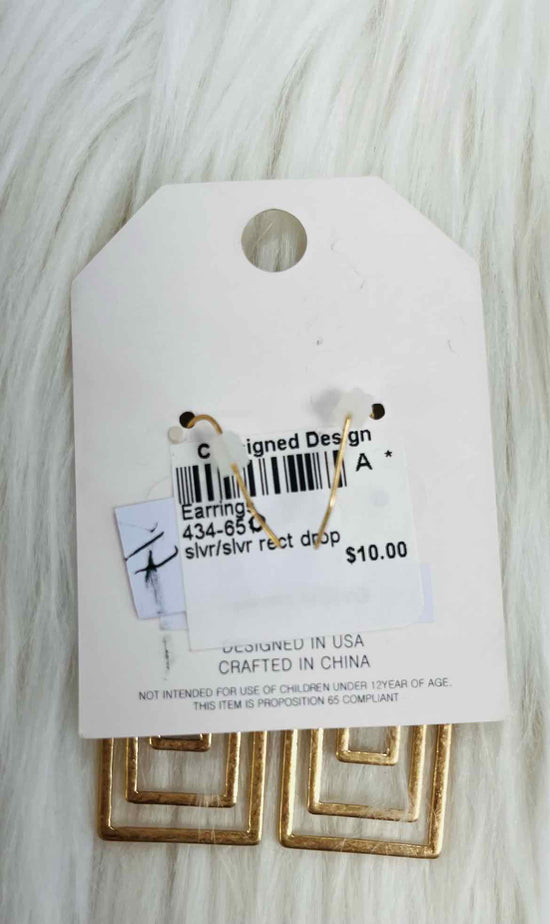 C igned Design
A *
Earrings
434-65
slvr/slvr rect drop
$10.00
DESIGNED IN USA
CRAFTED IN CHINA
NOT INTENDED FOR USE OF CHILDREN UNDER 12YEAR OF AGE.
THIS ITEM IS PROPOSITION 65 COMPLIANT